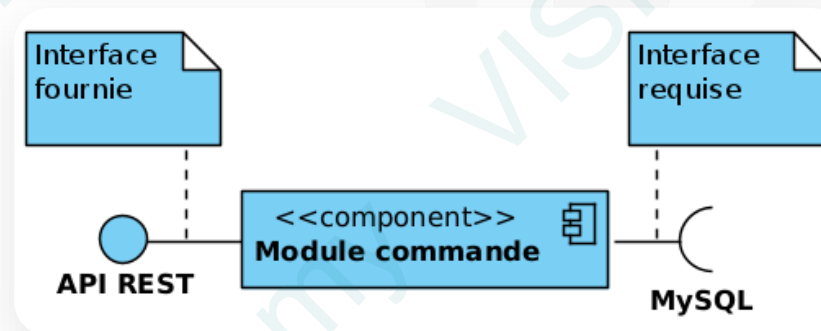 Interface
fournie
Interface
requise
<<component>>
Module commande
API REST
MySQL